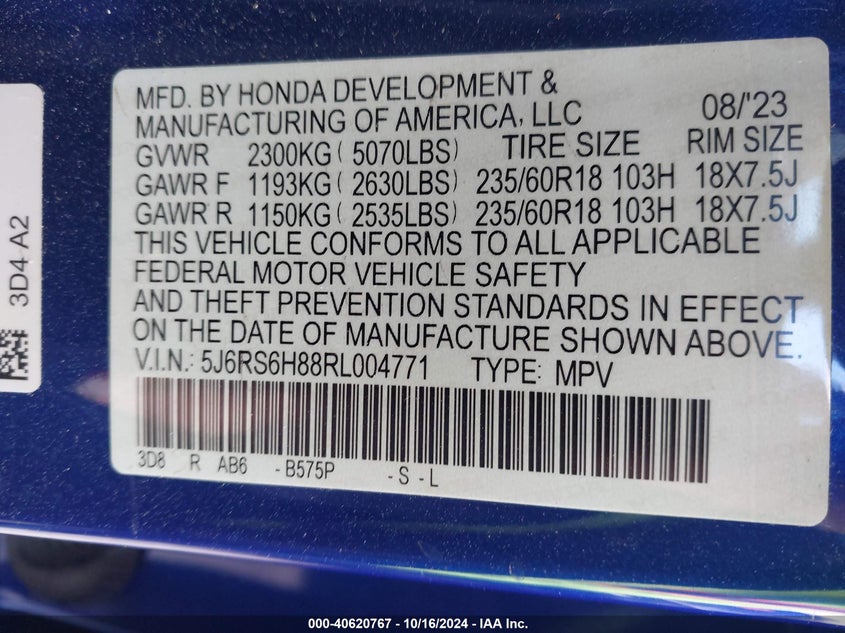 MFD. BY HONDA DEVELOPMENT &
MANUFACTURING OF AMERICA, LLC 08/'23
GVWR 2300KG ( 5070LBS) TIRE SIZE RIM SIZE
GAWR F 1193KG ( 2630LBS) 235/60R18 103H 18X7.5J
GAWR R 1150KG ( 2535LBS) 235/60R18 103H 18X7.5J
THIS VEHICLE CONFORMS TO ALL APPLICABLE
FEDERAL MOTOR VEHICLE SAFETY
AND THEFT PREVENTION STANDARDS IN EFFECT
ON THE DATE OF MANUFACTURE SHOWN ABOVE.
V.I.N.: 5J6RS6H88RL004771 TYPE: MPV
3D8 R AB6 - B575P - S - L
3D4 A2
000-40620767 - 10/16/2024 - IAA Inc.